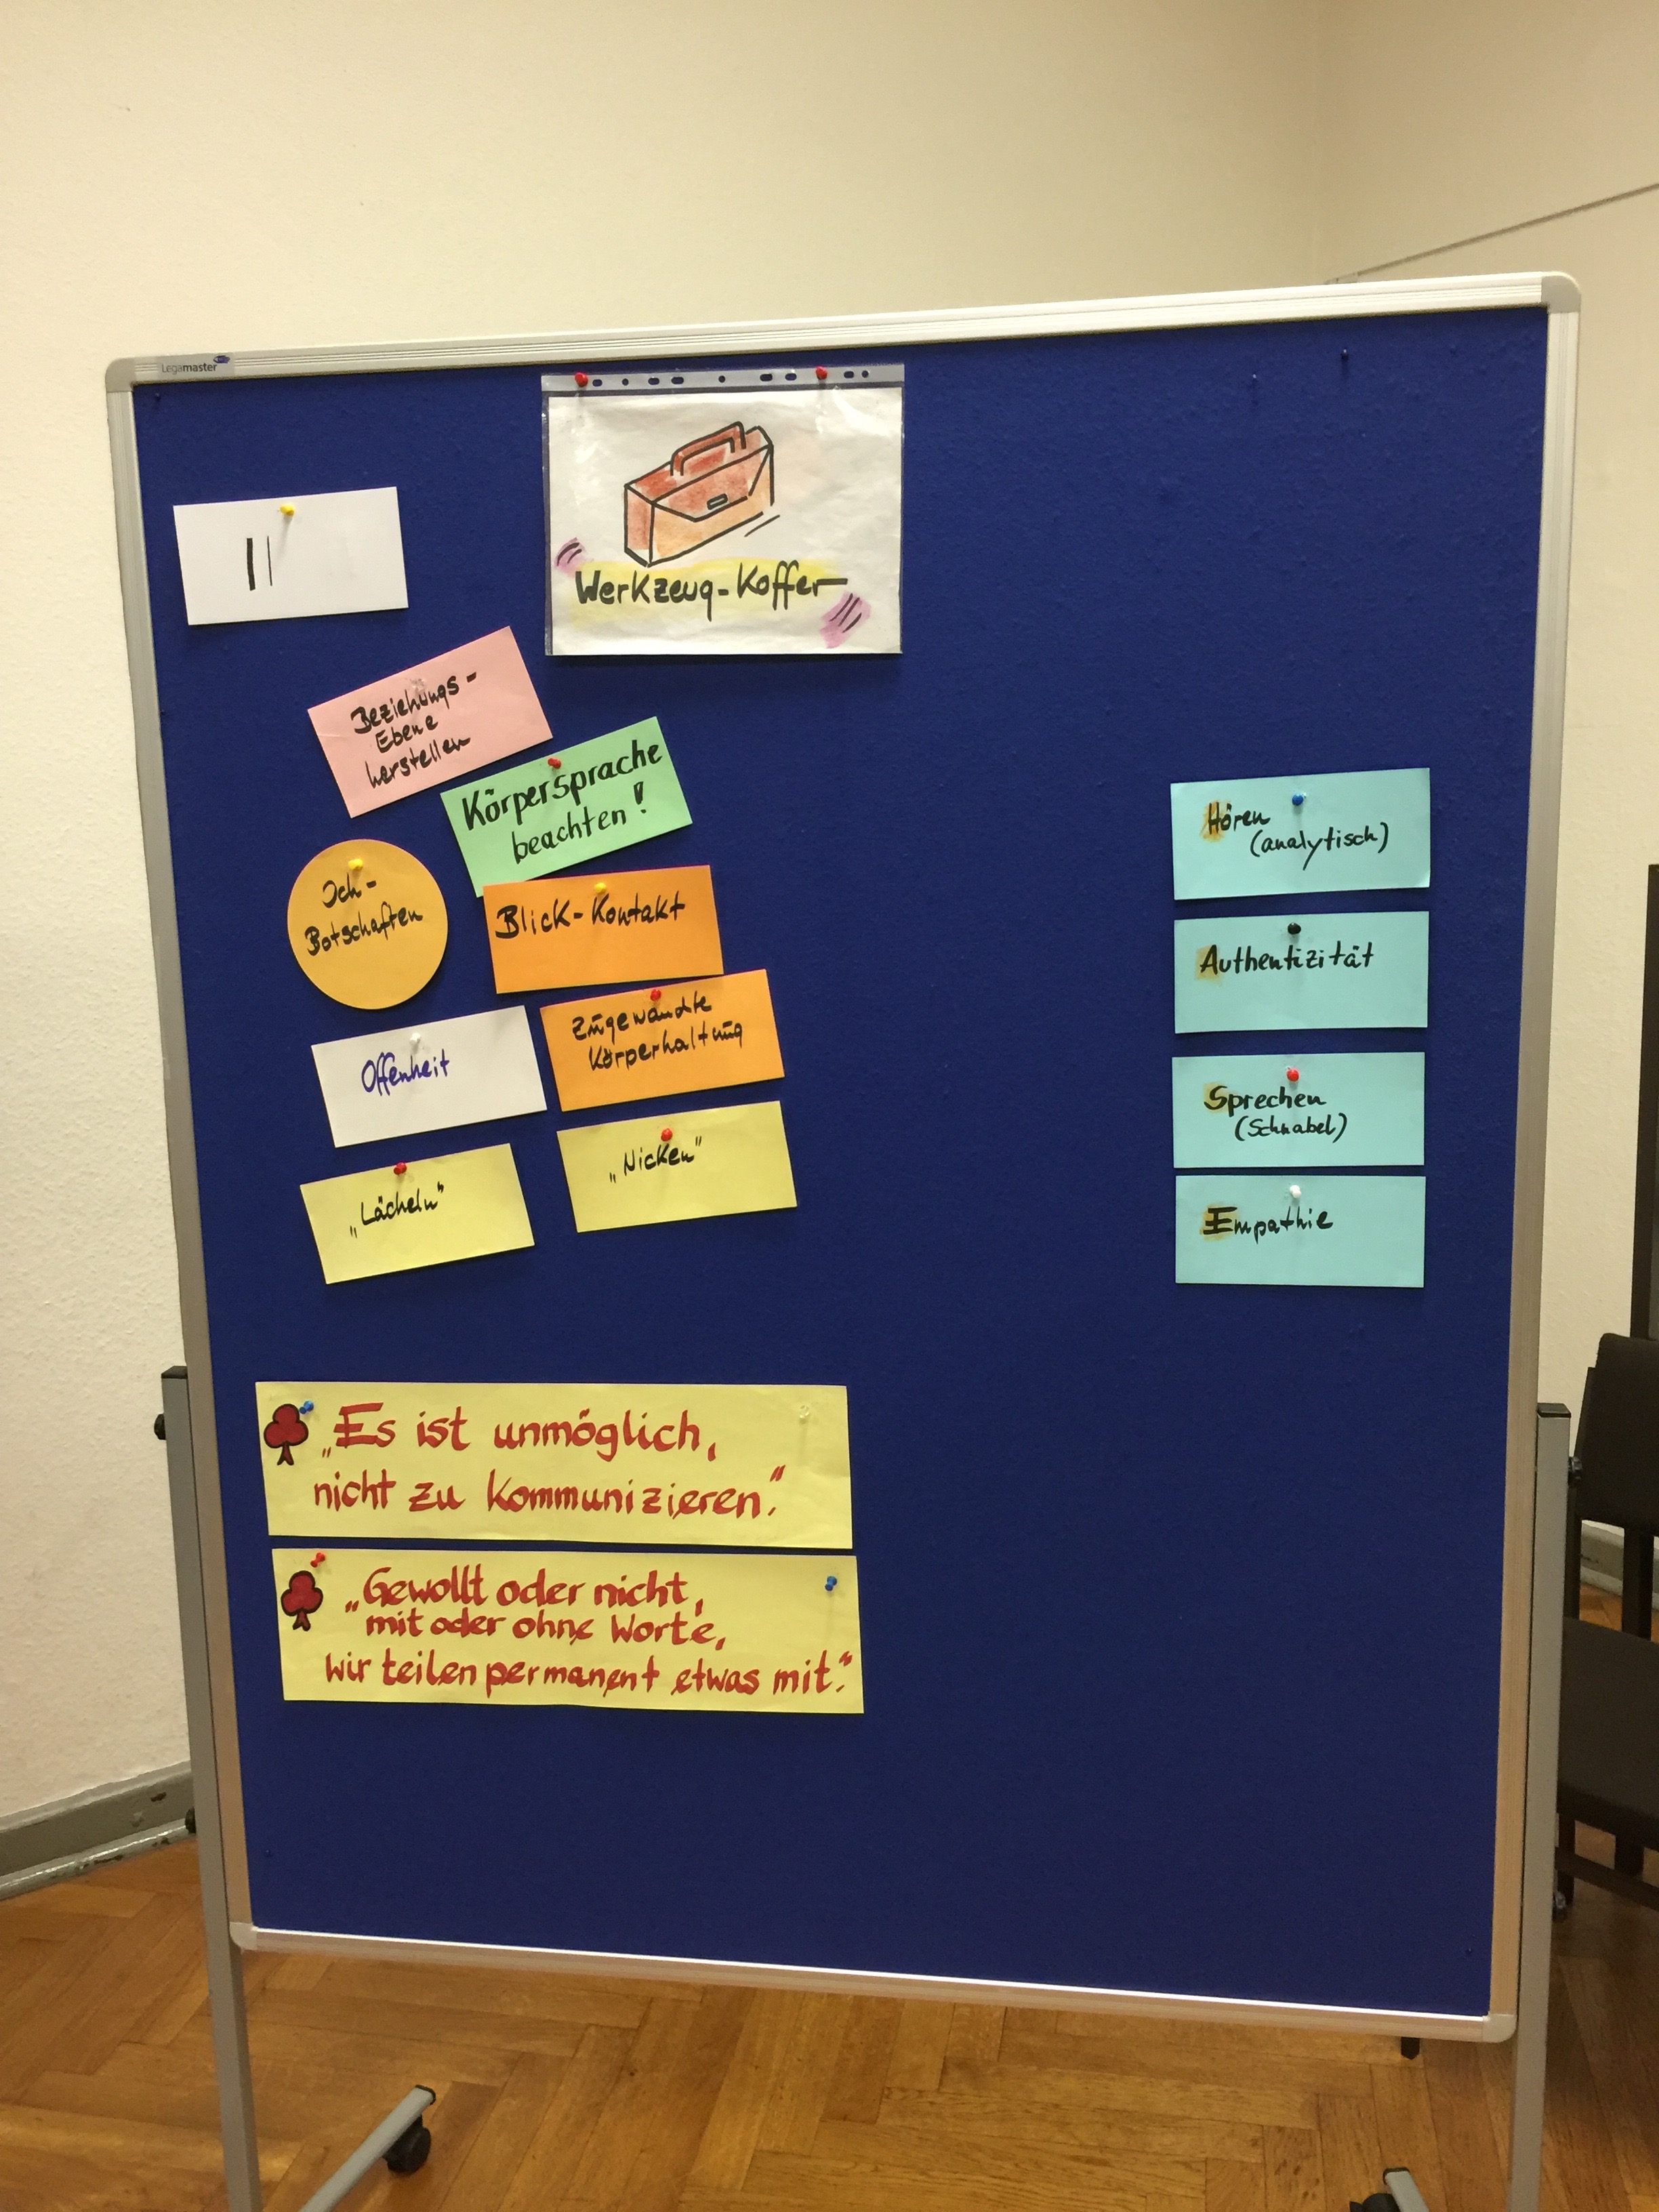 Legamaster
||
Werkzeug-Koffer
Beziehungs-
Ebene
herstellen
Körpersprache
beachten!
Ich-
Botschaften
Blick-Kontakt
Zugewandte
Körperhaltung
Offenheit
„Nicken"
„Lächeln"
Hören
(analytisch)
Authentizität
Sprechen
(Schnabel)
Empathie
„Es ist unmöglich,
nicht zu kommunizieren."
„Gewollt oder nicht,
mit oder ohne Worte,
wir teilen permanent etwas mit."